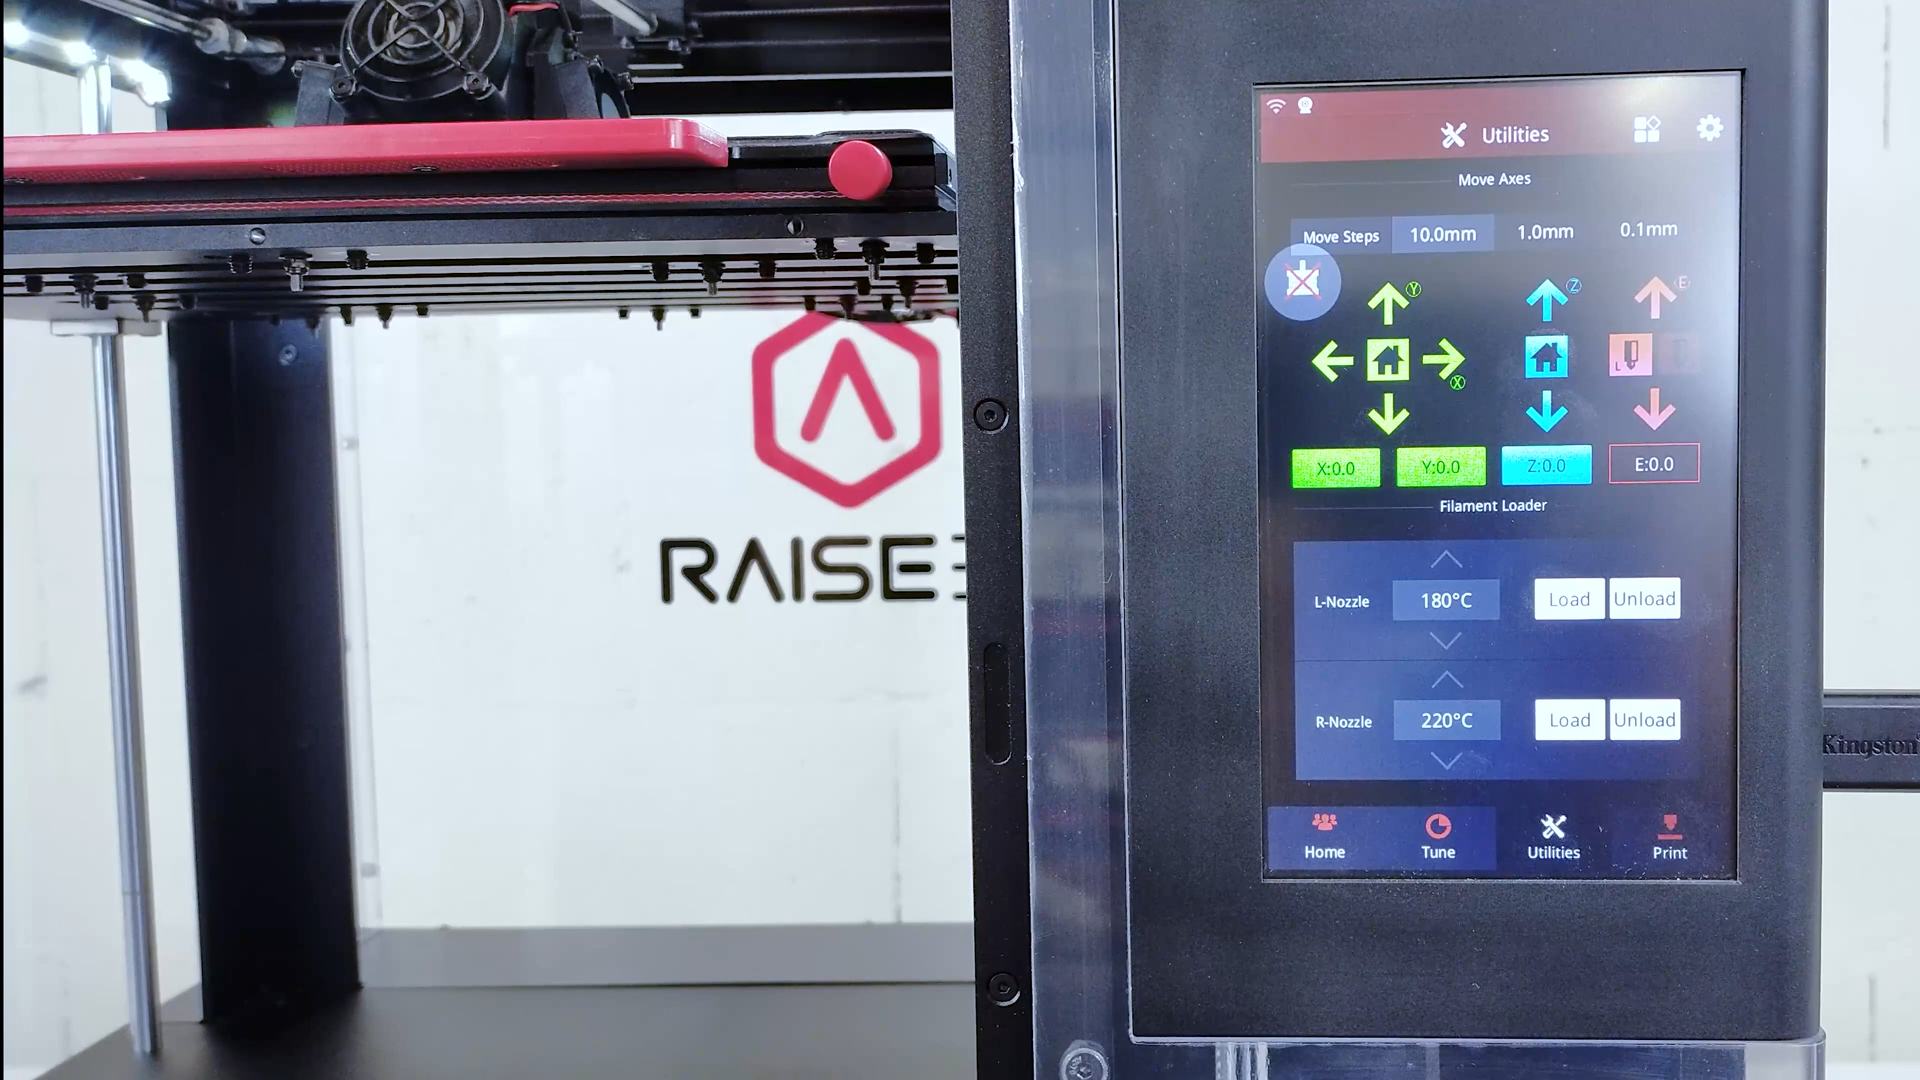 Utilities
Move Axes
Move Steps 10.0mm 1.0mm 0.1mm
Y
Z
E
X
L
X:0.0 Y:0.0 Z:0.0 E:0.0
Filament Loader
L-Nozzle 180°C Load Unload
R-Nozzle 220°C Load Unload
Home Tune Utilities Print
RAISE3
Kingston